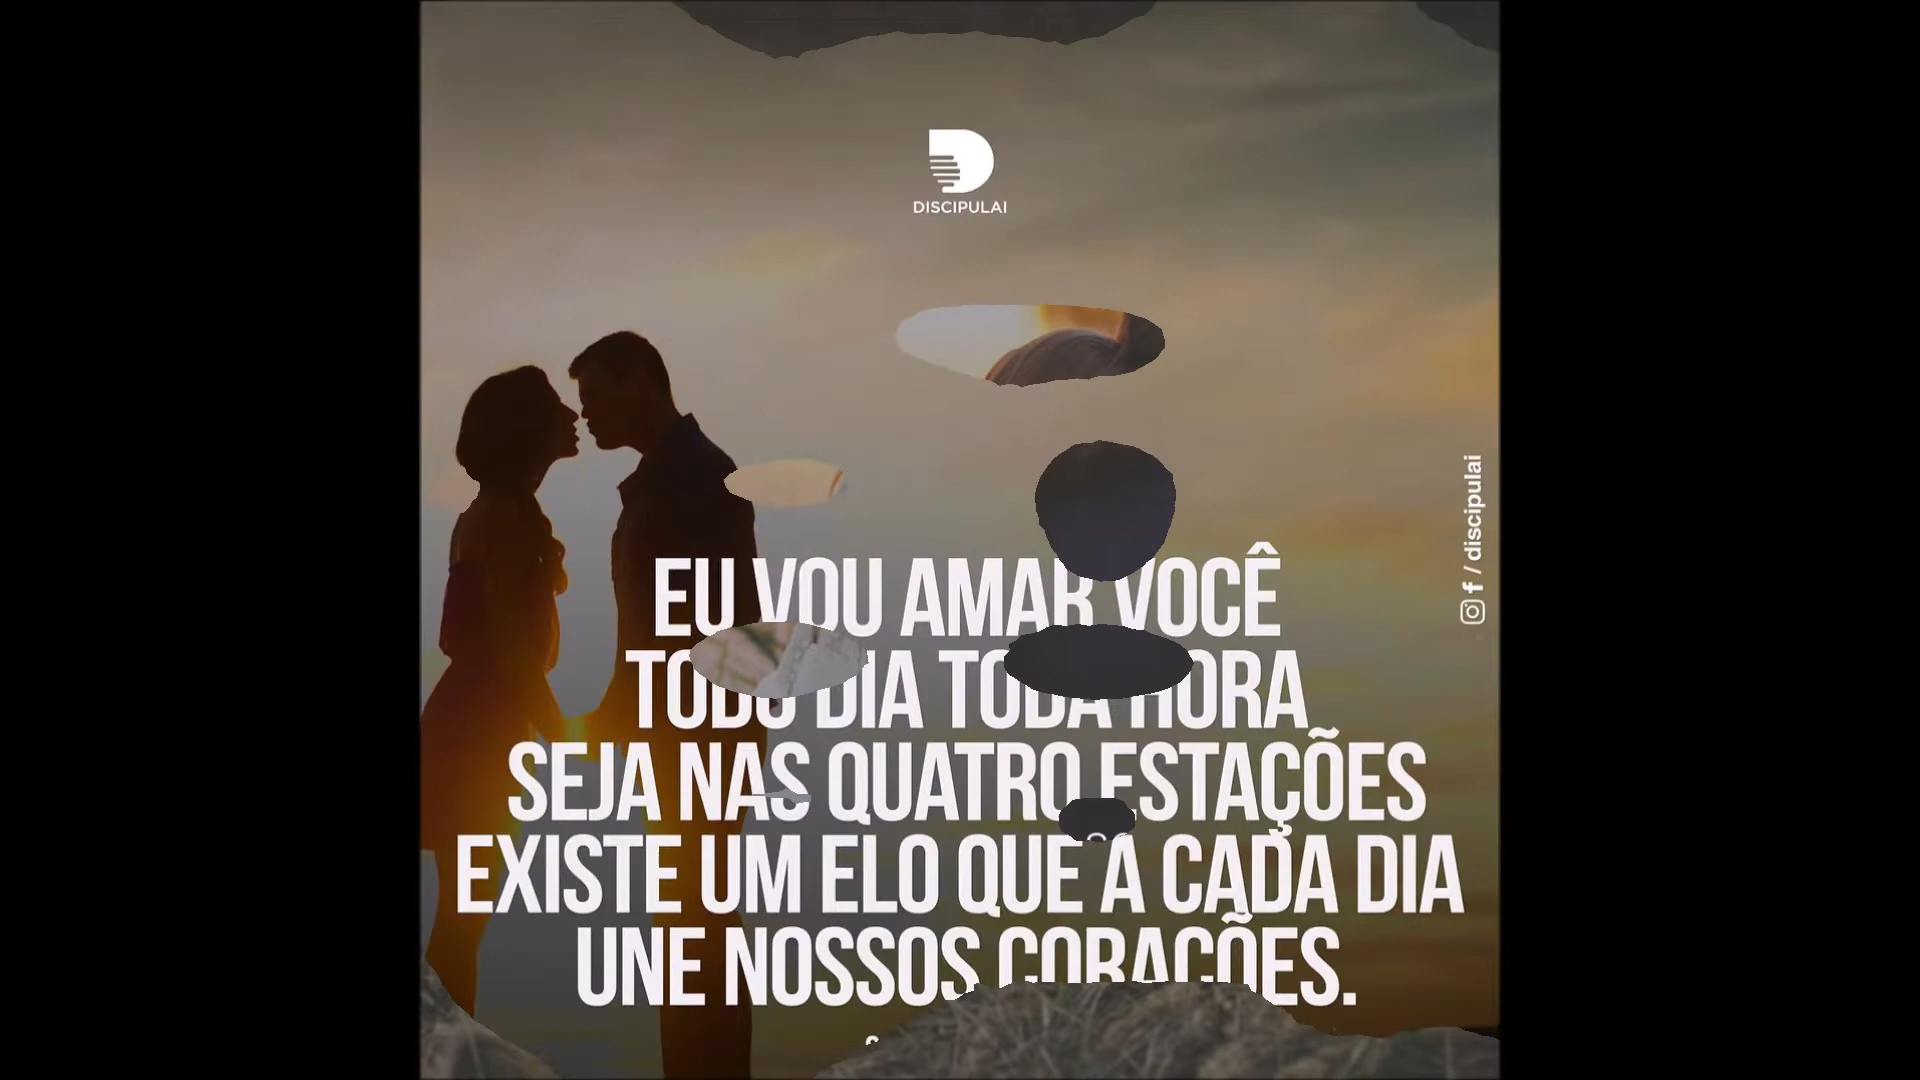 DISCIPULAI
/ discipulai
EU VOU AMAR VOCÊ
TODO DIA TODA HORA
SEJA NAS QUATRO ESTAÇÕES
EXISTE UM ELO QUE A CADA DIA
UNE NOSSOS CORAÇÕES.